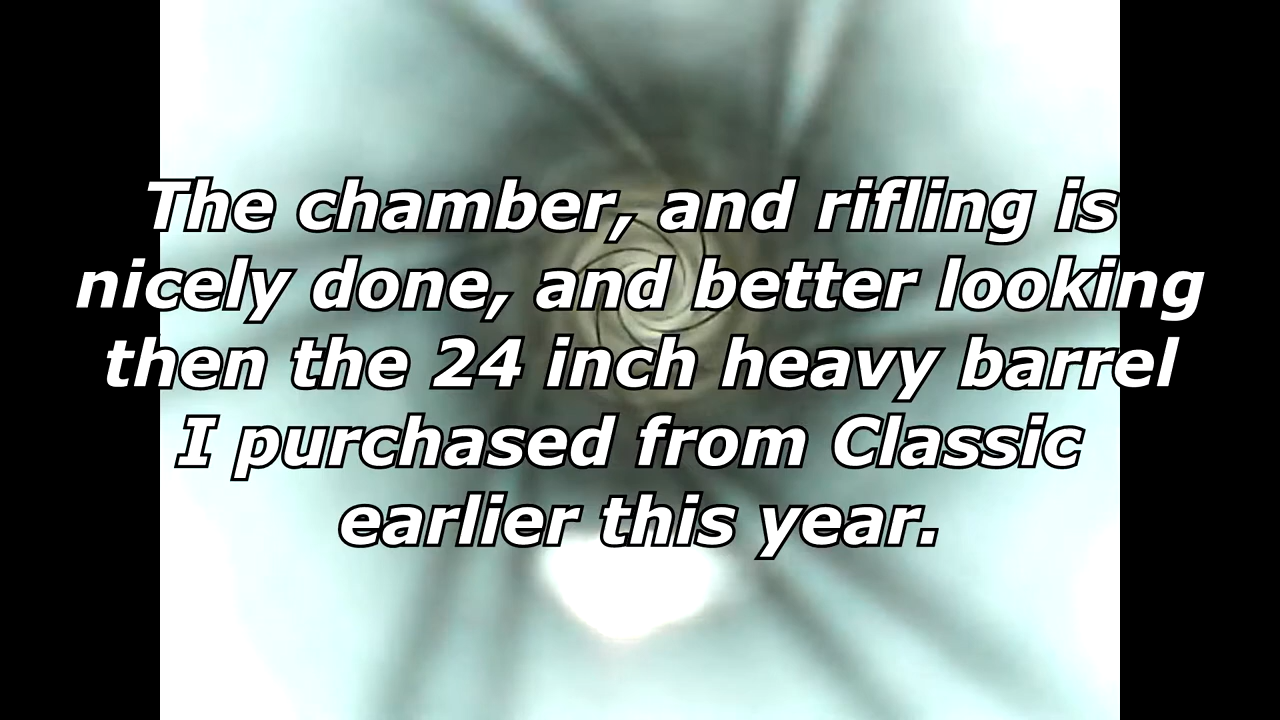 The chamber, and rifling is
nicely done, and better looking
then the 24 inch heavy barrel
I purchased from Classic
earlier this year.